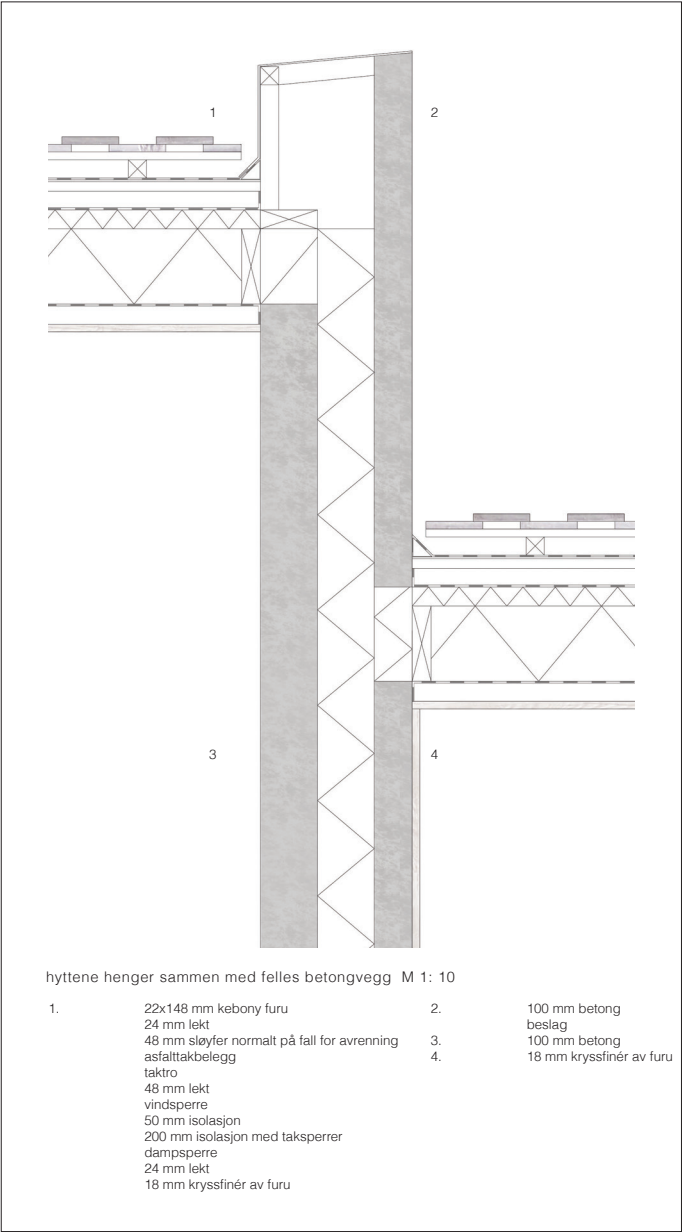 1
2
3
4
hyttene henger sammen med felles betongvegg M 1: 10
1. 22x148 mm kebony furu
24 mm lekt
48 mm sløyfer normalt på fall for avrenning
asfalttakbelegg
taktro
48 mm lekt
vindsperre
50 mm isolasjon
200 mm isolasjon med taksperrer
dampsperre
24 mm lekt
18 mm kryssfinér av furu
2. 100 mm betong
beslag
3. 100 mm betong
4. 18 mm kryssfinér av furu